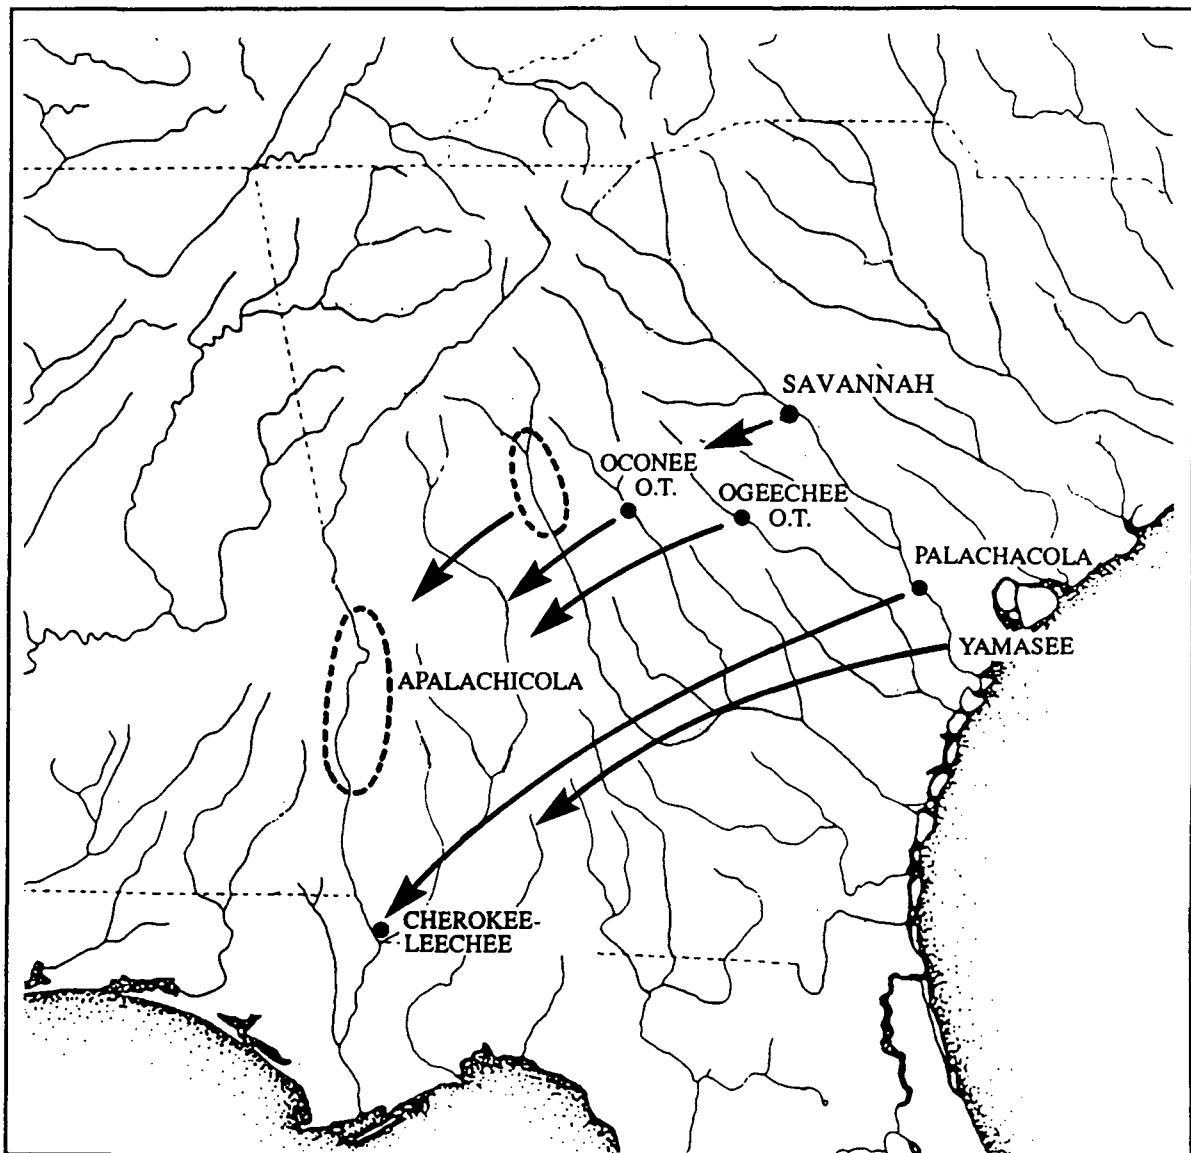 SAVANNAH
OCONEE
O.T.
OGEECHEE
O.T.
PALACHACOLA
YAMASEE
APALACHICOLA
CHEROKEE-
LEECHEE